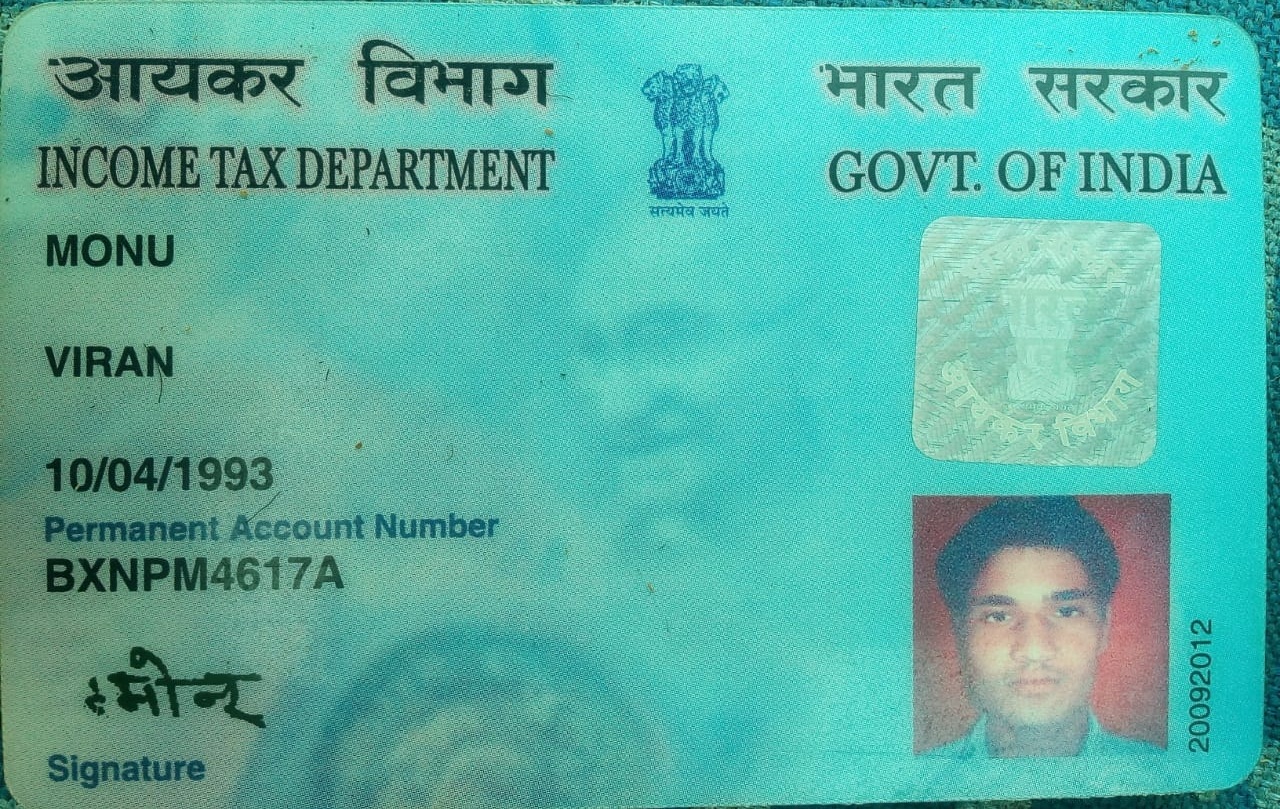 आयकर विभाग
INCOME TAX DEPARTMENT
सत्यमेव जयते
भारत सरकार
GOVT. OF INDIA
MONU
VIRAN
10/04/1993
Permanent Account Number
BXNPM4617A
मोनू
Signature
आयकर विभाग
20092012